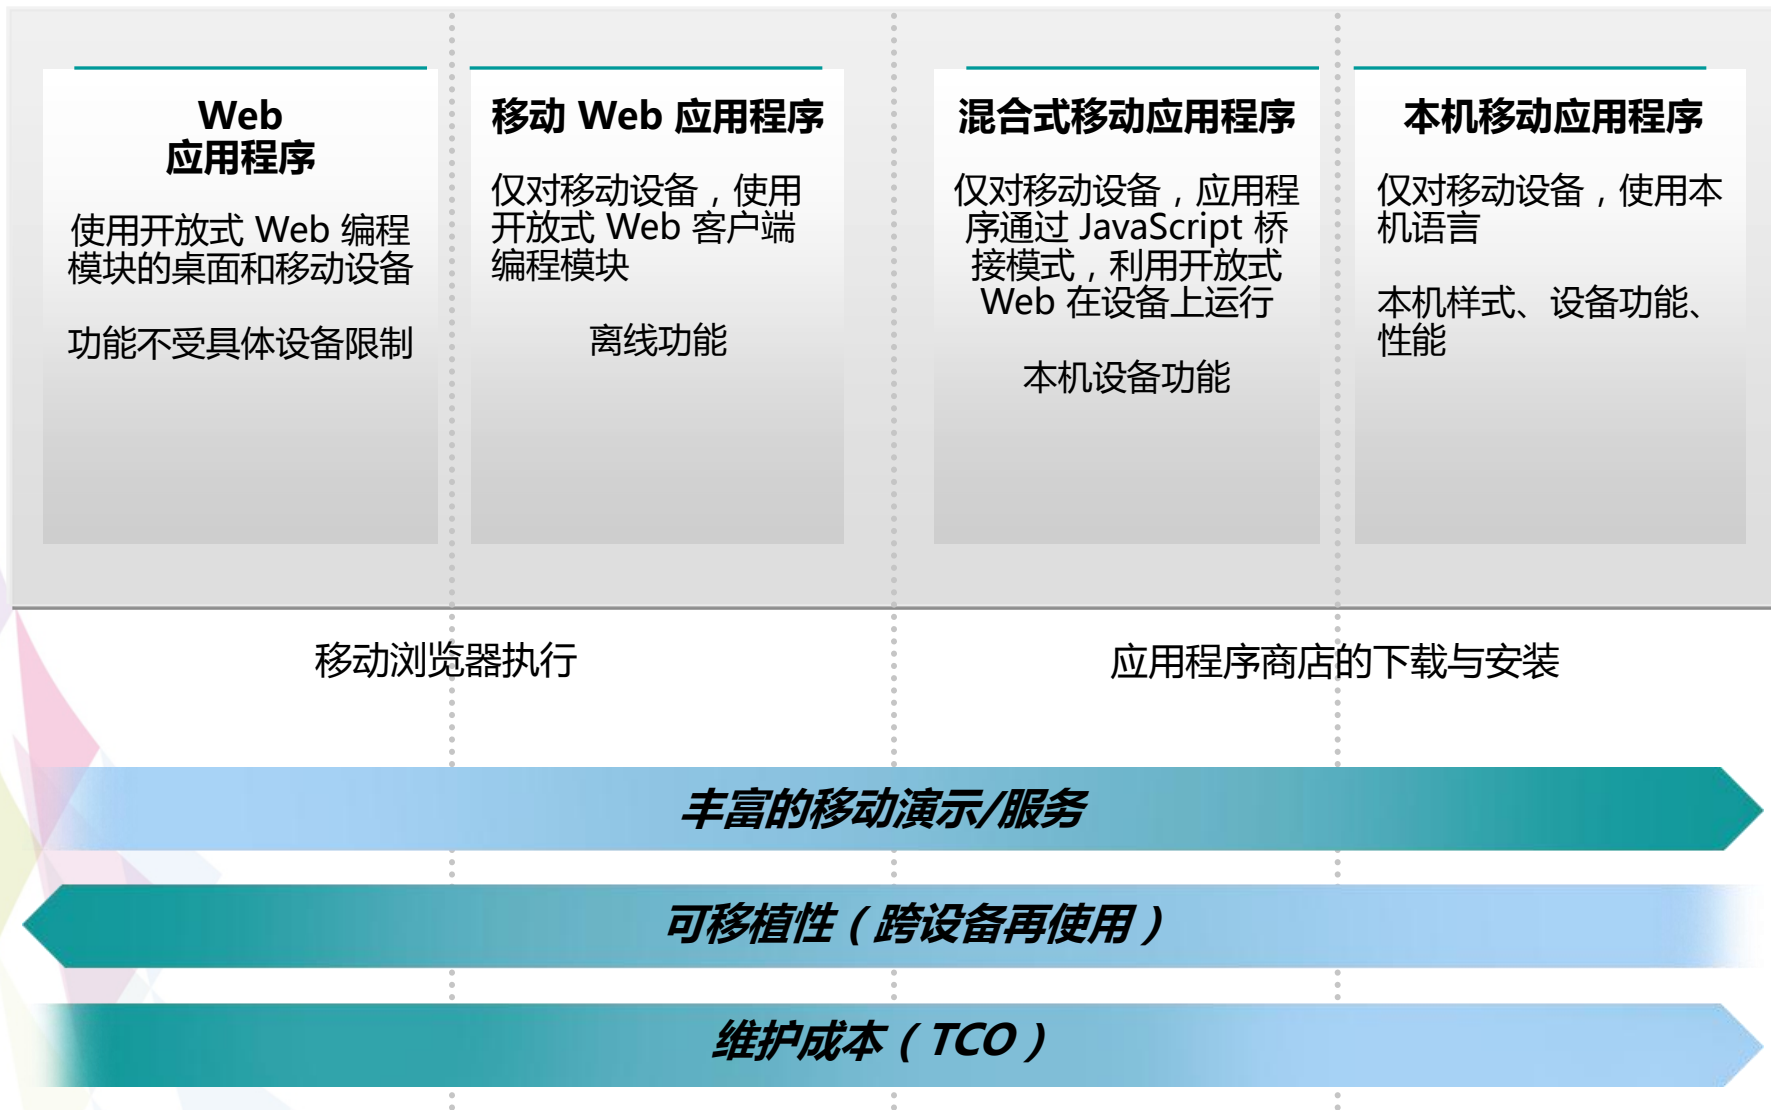 Web
应用程序
使用开放式 Web 编程
模块的桌面和移动设备
功能不受具体设备限制
移动 Web 应用程序
仅对移动设备，使用
开放式 Web 客户端
编程模块
离线功能
混合式移动应用程序
仅对移动设备，应用程
序通过 JavaScript 桥
接模式，利用开放式
Web 在设备上运行
本机设备功能
本机移动应用程序
仅对移动设备，使用本
机语言
本机样式、设备功能、
性能
移动浏览器执行
应用程序商店的下载与安装
丰富的移动演示/服务
可移植性（跨设备再使用）
维护成本（TCO）